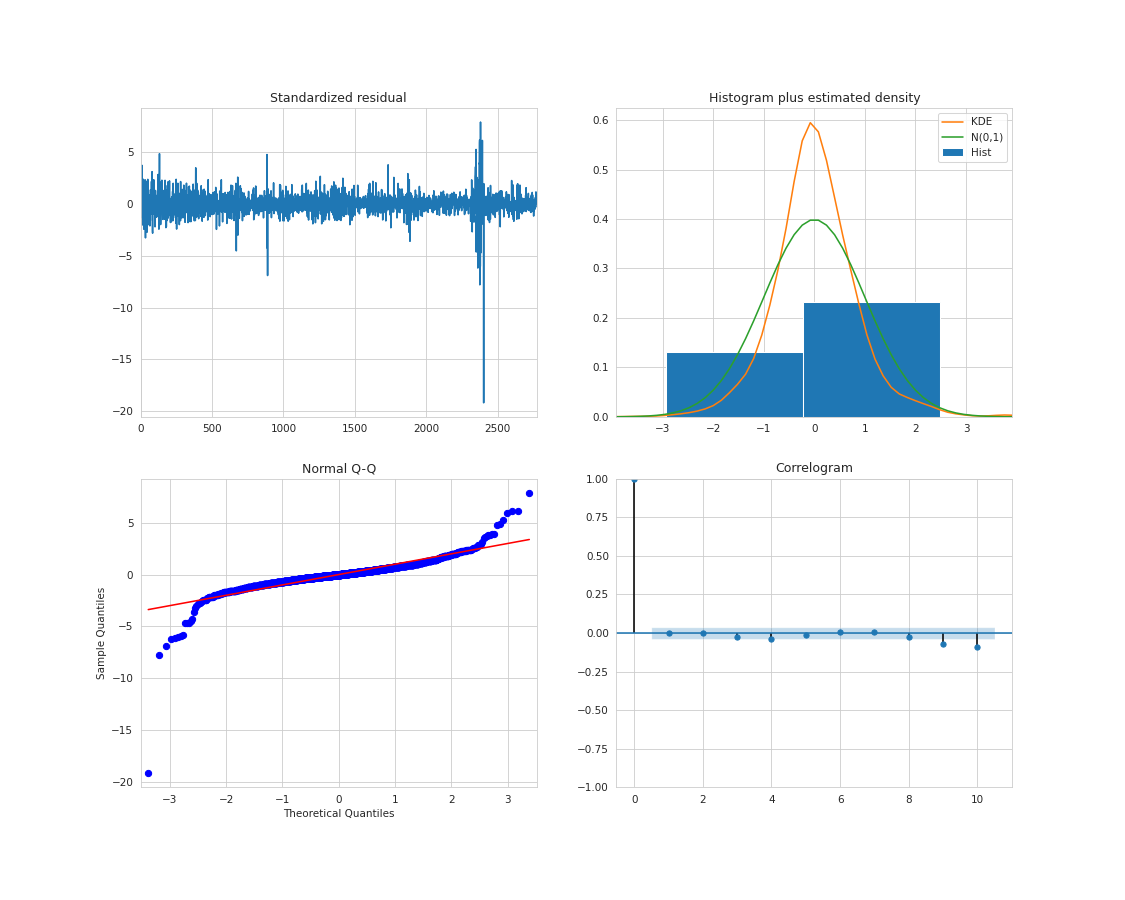 Standardized residual
5
0
−5
−10
−15
−20
0 500 1000 1500 2000 2500
Histogram plus estimated density
KDE
N(0,1)
Hist
0.6
0.5
0.4
0.3
0.2
0.1
0.0
−3 −2 −1 0 1 2 3
Normal Q-Q
Sample Quantiles
5
0
−5
−10
−15
−20
−3 −2 −1 0 1 2 3
Theoretical Quantiles
Correlogram
1.00
0.75
0.50
0.25
0.00
−0.25
−0.50
−0.75
−1.00
0 2 4 6 8 10